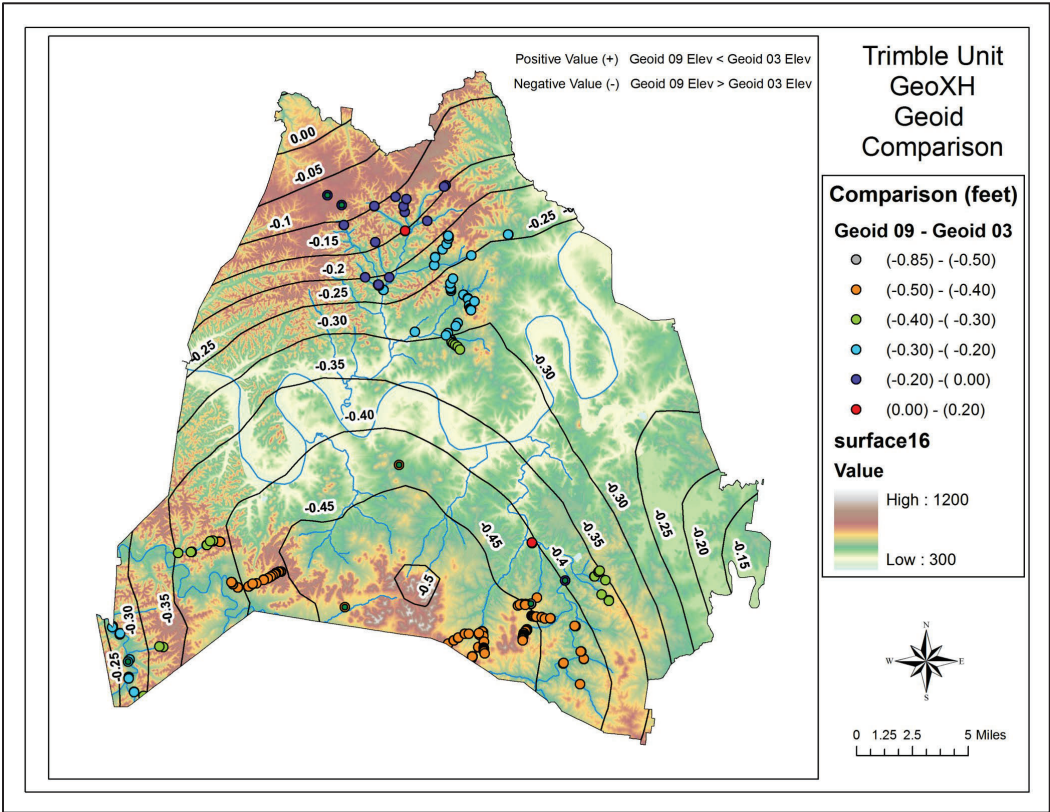 Positive Value (+) Geoid 09 Elev < Geoid 03 Elev
Negative Value (-) Geoid 09 Elev > Geoid 03 Elev
Trimble Unit
GeoXH
Geoid
Comparison
Comparison (feet)
Geoid 09 - Geoid 03
(-0.85) - (-0.50)
(-0.50) - (-0.40)
(-0.40) - (-0.30)
(-0.30) - (-0.20)
(-0.20) -( 0.00)
(0.00) - (0.20)
surface16
Value
High : 1200
Low : 300
N
W
E
S
0 1.25 2.5 5 Miles
0.00
-0.05
-0.1
-0.15
-0.2
-0.25
-0.30
-0.25
-0.25
-0.35
-0.30
-0.40
-0.45
-0.45
-0.30
-0.35
-0.25
-0.20
-0.15
-0.4
-0.5
-0.35
-0.30
-0.25